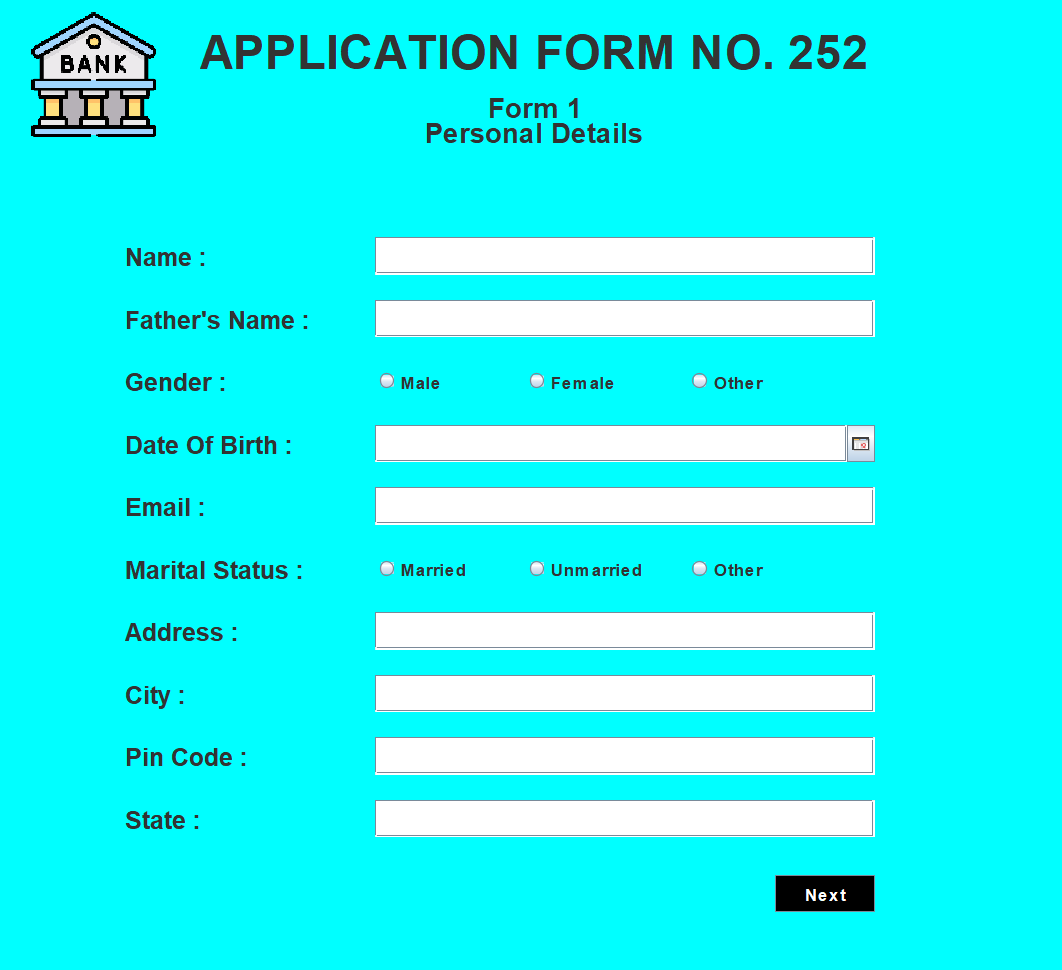 BANK
APPLICATION FORM NO. 252
Form 1
Personal Details
Name :
Father's Name :
Gender :
Male Female Other
Date Of Birth :
Email :
Marital Status :
Married Unmarried Other
Address :
City :
Pin Code :
State :
Next